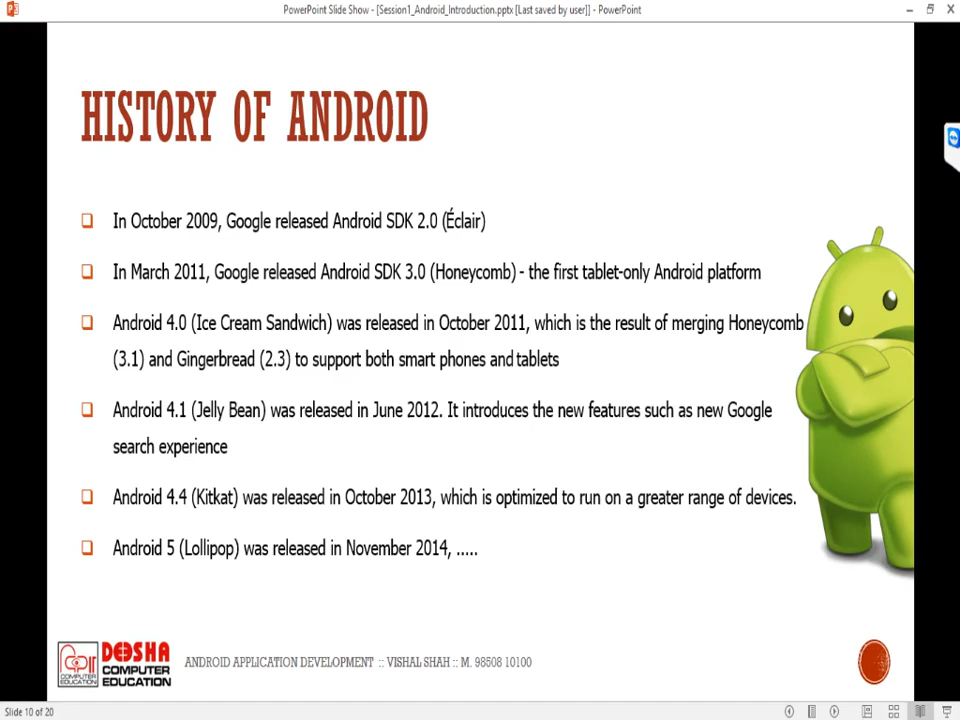 PowerPoint Slide Show - [Session1_Android_Introduction.pptx [Last saved by user]] - PowerPoint
HISTORY OF ANDROID
In October 2009, Google released Android SDK 2.0 (Éclair)
In March 2011, Google released Android SDK 3.0 (Honeycomb) - the first tablet-only Android platform
Android 4.0 (Ice Cream Sandwich) was released in October 2011, which is the result of merging Honeycomb
(3.1) and Gingerbread (2.3) to support both smart phones and tablets
Android 4.1 (Jelly Bean) was released in June 2012. It introduces the new features such as new Google
search experience
Android 4.4 (Kitkat) was released in October 2013, which is optimized to run on a greater range of devices.
Android 5 (Lollipop) was released in November 2014, .....
COMPUTER
EDUCATION
DEESHA
COMPUTER
EDUCATION
ANDROID APPLICATION DEVELOPMENT :: VISHAL SHAH :: M. 98508 10100
Slide 10 of 20